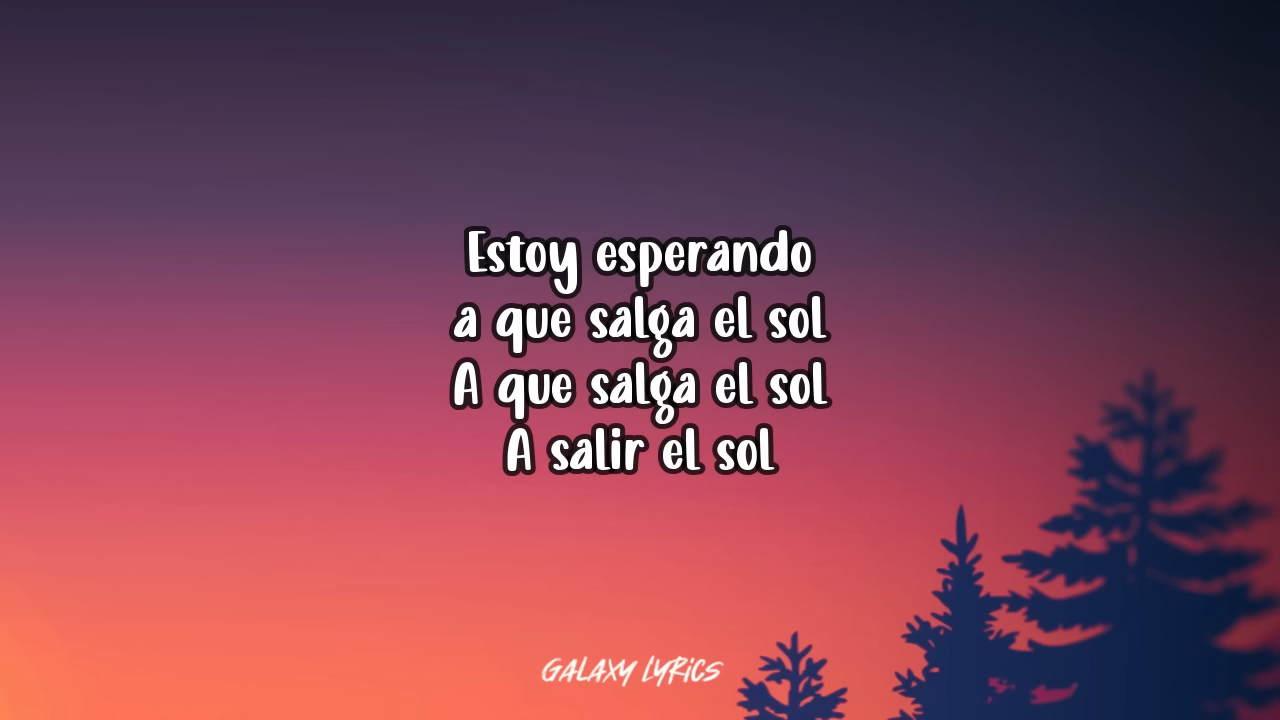 Estoy esperando
a que salga el sol
A que salga el sol
A salir el sol
GALAXY LYRiCS